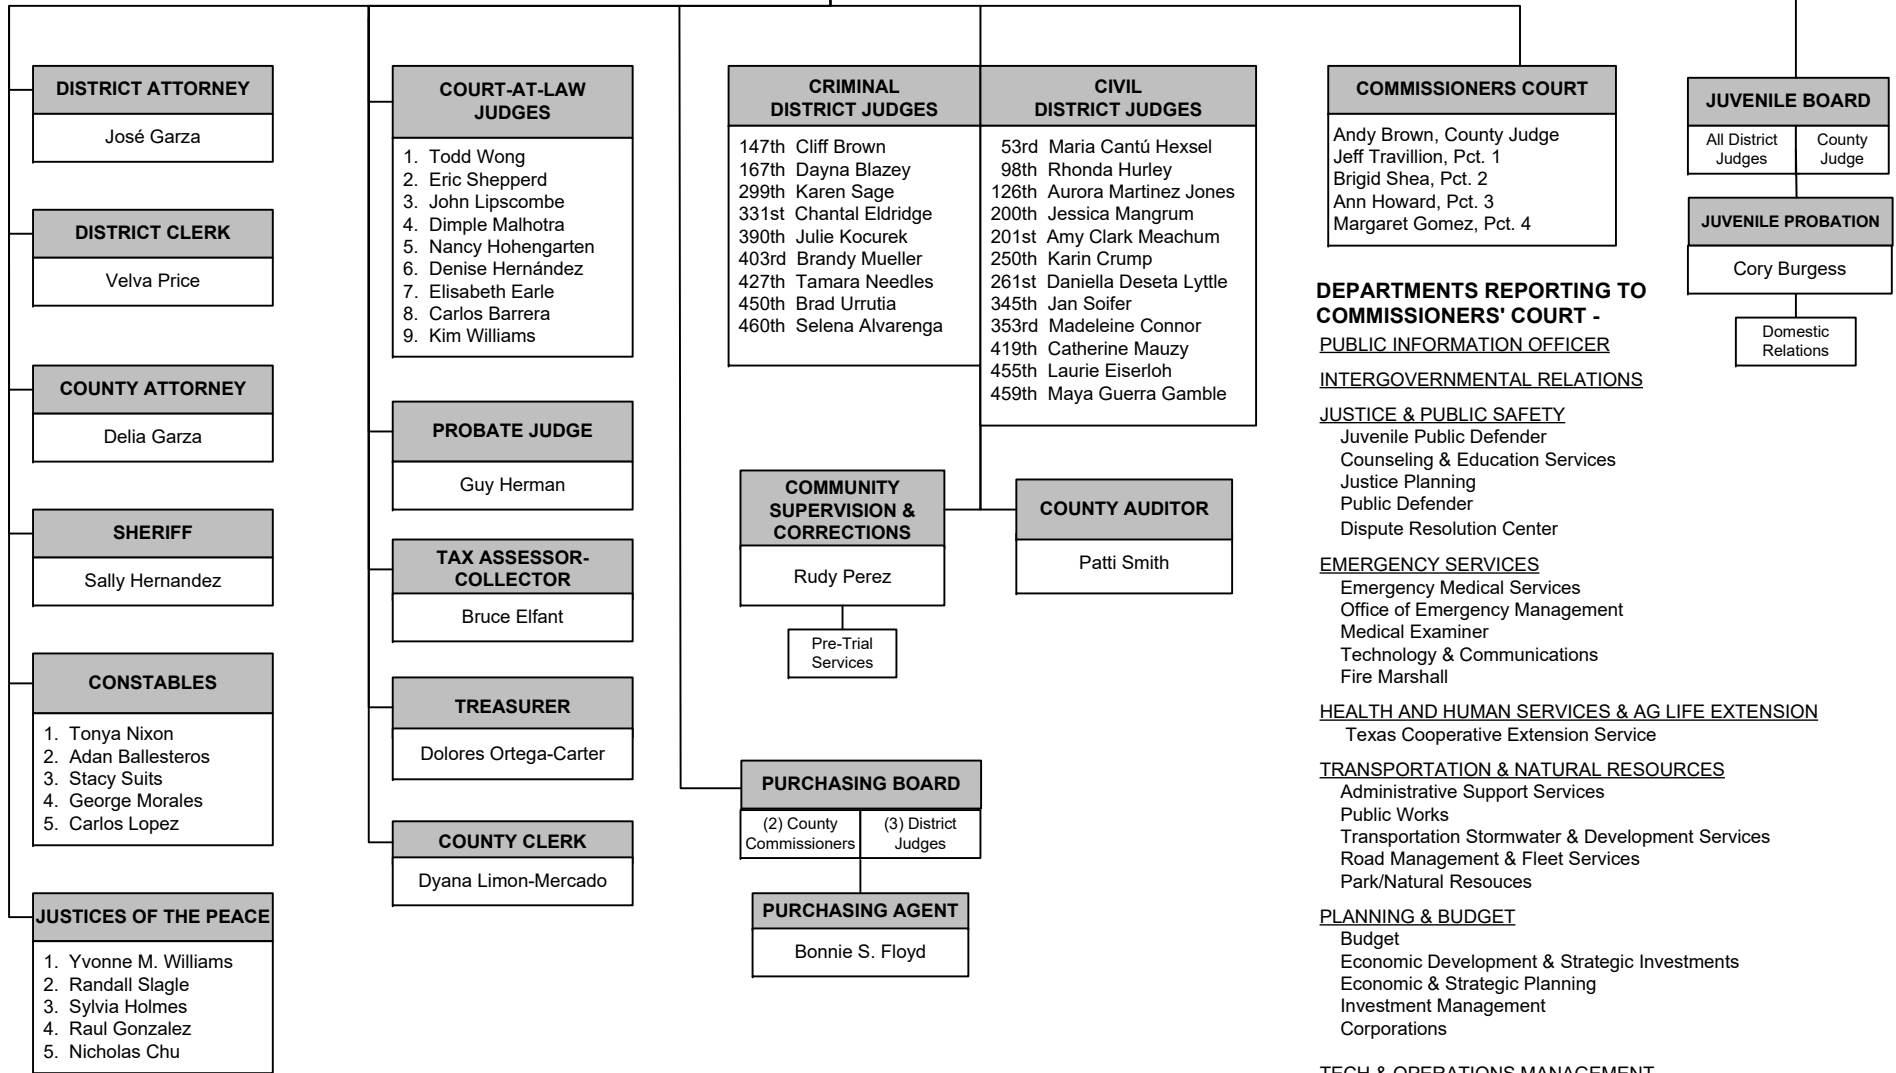 DISTRICT ATTORNEY
José Garza
DISTRICT CLERK
Velva Price
COUNTY ATTORNEY
Delia Garza
SHERIFF
Sally Hernandez
CONSTABLES
1. Tonya Nixon
2. Adan Ballesteros
3. Stacy Suits
4. George Morales
5. Carlos Lopez
JUSTICES OF THE PEACE
1. Yvonne M. Williams
2. Randall Slagle
3. Sylvia Holmes
4. Raul Gonzalez
5. Nicholas Chu
COURT-AT-LAW
JUDGES
1. Todd Wong
2. Eric Shepperd
3. John Lipscombe
4. Dimple Malhotra
5. Nancy Hohengarten
6. Denise Hernández
7. Elisabeth Earle
8. Carlos Barrera
9. Kim Williams
PROBATE JUDGE
Guy Herman
TAX ASSESSOR-
COLLECTOR
Bruce Elfant
TREASURER
Dolores Ortega-Carter
COUNTY CLERK
Dyana Limon-Mercado
CRIMINAL
DISTRICT JUDGES
147th Cliff Brown
167th Dayna Blazey
299th Karen Sage
331st Chantal Eldridge
390th Julie Kocurek
403rd Brandy Mueller
427th Tamara Needles
450th Brad Urrutia
460th Selena Alvarenga
CIVIL
DISTRICT JUDGES
53rd Maria Cantú Hexsel
98th Rhonda Hurley
126th Aurora Martinez Jones
200th Jessica Mangrum
201st Amy Clark Meachum
250th Karin Crump
261st Daniella Deseta Lyttle
345th Jan Soifer
353rd Madeleine Connor
419th Catherine Mauzy
455th Laurie Eiserloh
459th Maya Guerra Gamble
COMMUNITY
SUPERVISION &
CORRECTIONS
Rudy Perez
Pre-Trial
Services
COUNTY AUDITOR
Patti Smith
PURCHASING BOARD
(2) County
Commissioners
(3) District
Judges
PURCHASING AGENT
Bonnie S. Floyd
COMMISSIONERS COURT
Andy Brown, County Judge
Jeff Travillion, Pct. 1
Brigid Shea, Pct. 2
Ann Howard, Pct. 3
Margaret Gomez, Pct. 4
DEPARTMENTS REPORTING TO
COMMISSIONERS' COURT -
PUBLIC INFORMATION OFFICER
INTERGOVERNMENTAL RELATIONS
JUSTICE & PUBLIC SAFETY
Juvenile Public Defender
Counseling & Education Services
Justice Planning
Public Defender
Dispute Resolution Center
EMERGENCY SERVICES
Emergency Medical Services
Office of Emergency Management
Medical Examiner
Technology & Communications
Fire Marshall
HEALTH AND HUMAN SERVICES & AG LIFE EXTENSION
Texas Cooperative Extension Service
TRANSPORTATION & NATURAL RESOURCES
Administrative Support Services
Public Works
Transportation Stormwater & Development Services
Road Management & Fleet Services
Park/Natural Resouces
PLANNING & BUDGET
Budget
Economic Development & Strategic Investments
Economic & Strategic Planning
Investment Management
Corporations
TECH & OPERATIONS MANAGEMENT
JUVENILE BOARD
All District
Judges
County
Judge
JUVENILE PROBATION
Cory Burgess
Domestic
Relations